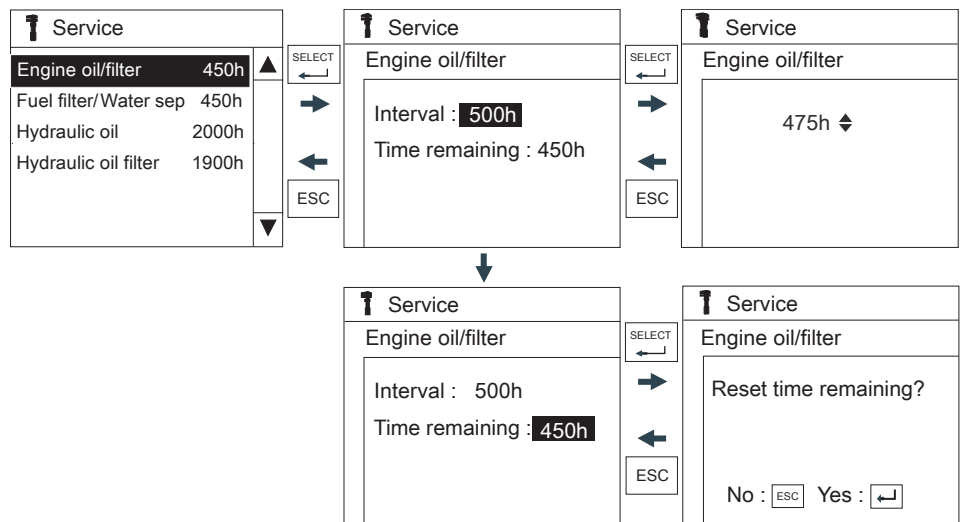 Service
Engine oil/filter 450h
Fuel filter/Water sep 450h
Hydraulic oil 2000h
Hydraulic oil filter 1900h
SELECT
ESC
Service
Engine oil/filter
Interval : 500h
Time remaining : 450h
SELECT
ESC
Service
Engine oil/filter
475h
Service
Engine oil/filter
Interval : 500h
Time remaining : 450h
SELECT
ESC
Service
Engine oil/filter
Reset time remaining?
No : ESC Yes :